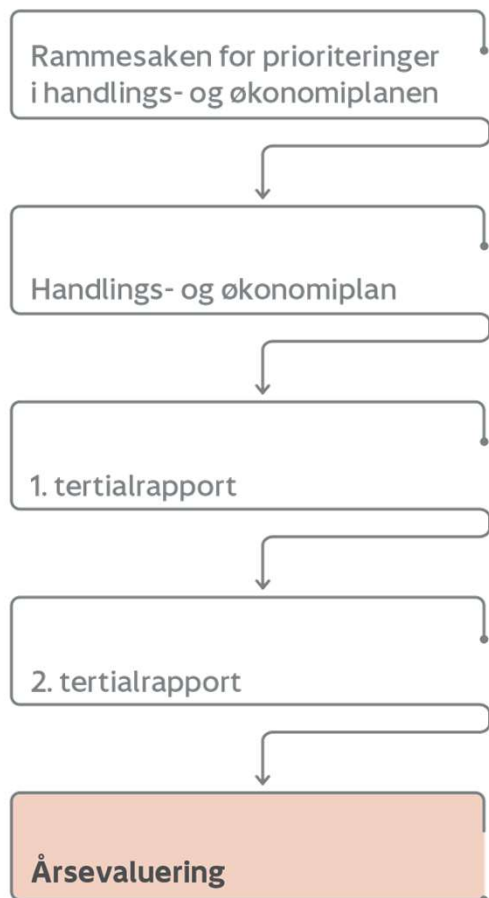 Rammesaken for prioriteringer
i handlings- og økonomiplanen
Handlings- og økonomiplan
1. tertialrapport
2. tertialrapport
Årsevaluering